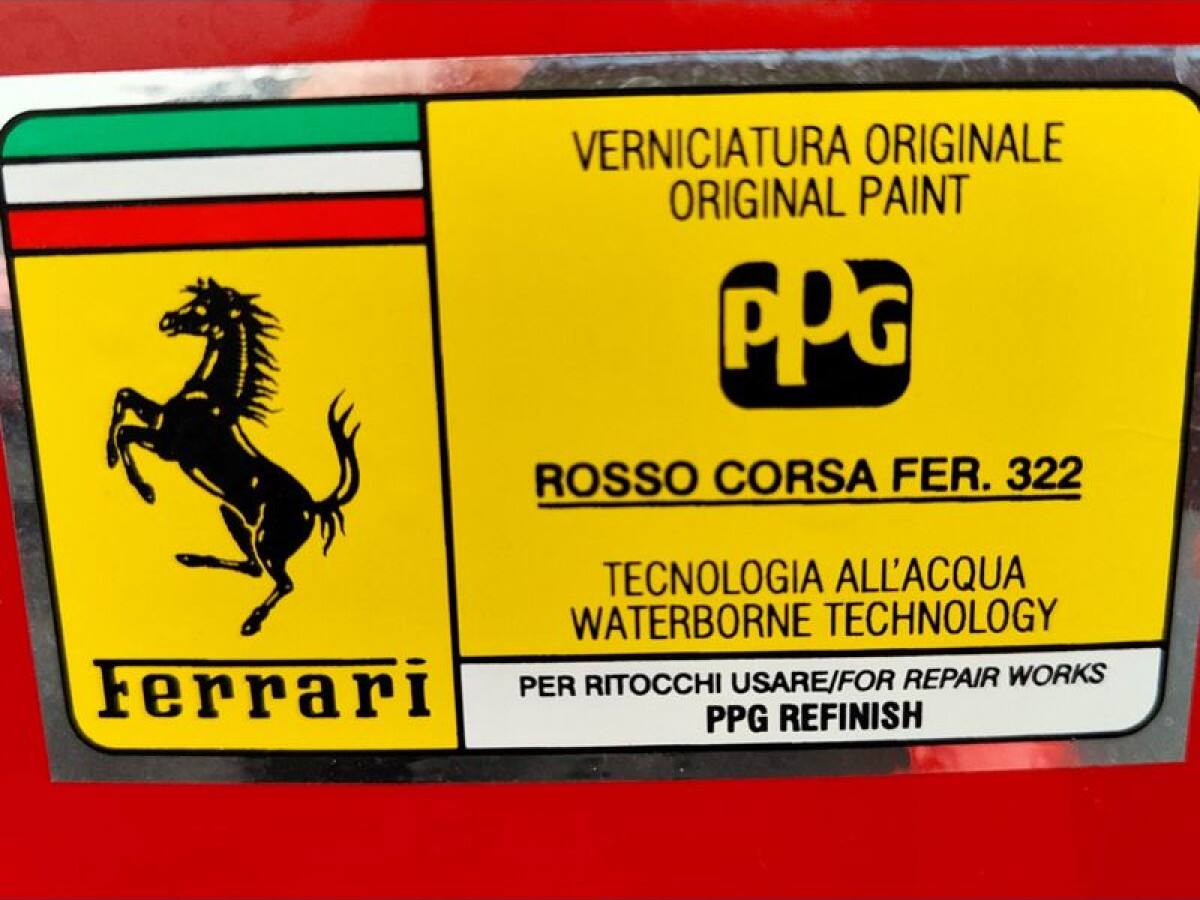 VERNICIATURA ORIGINALE
ORIGINAL PAINT
PPG
ROSSO CORSA FER. 322
TECNOLOGIA ALL'ACQUA
WATERBORNE TECHNOLOGY
PER RITOCCHI USARE/FOR REPAIR WORKS
PPG REFINISH
Ferrari